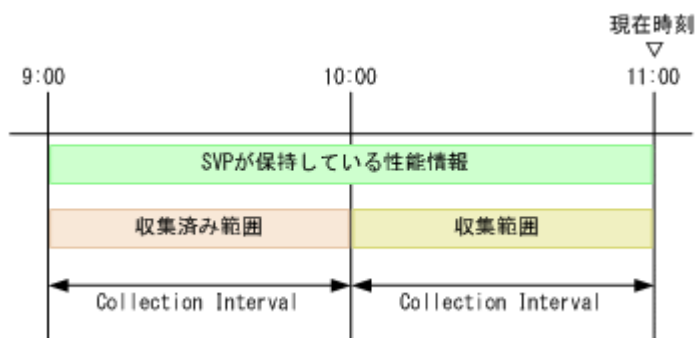 現在時刻
▽
9:00
10:00
11:00
SVPが保持している性能情報
収集済み範囲
収集範囲
Collection Interval
Collection Interval